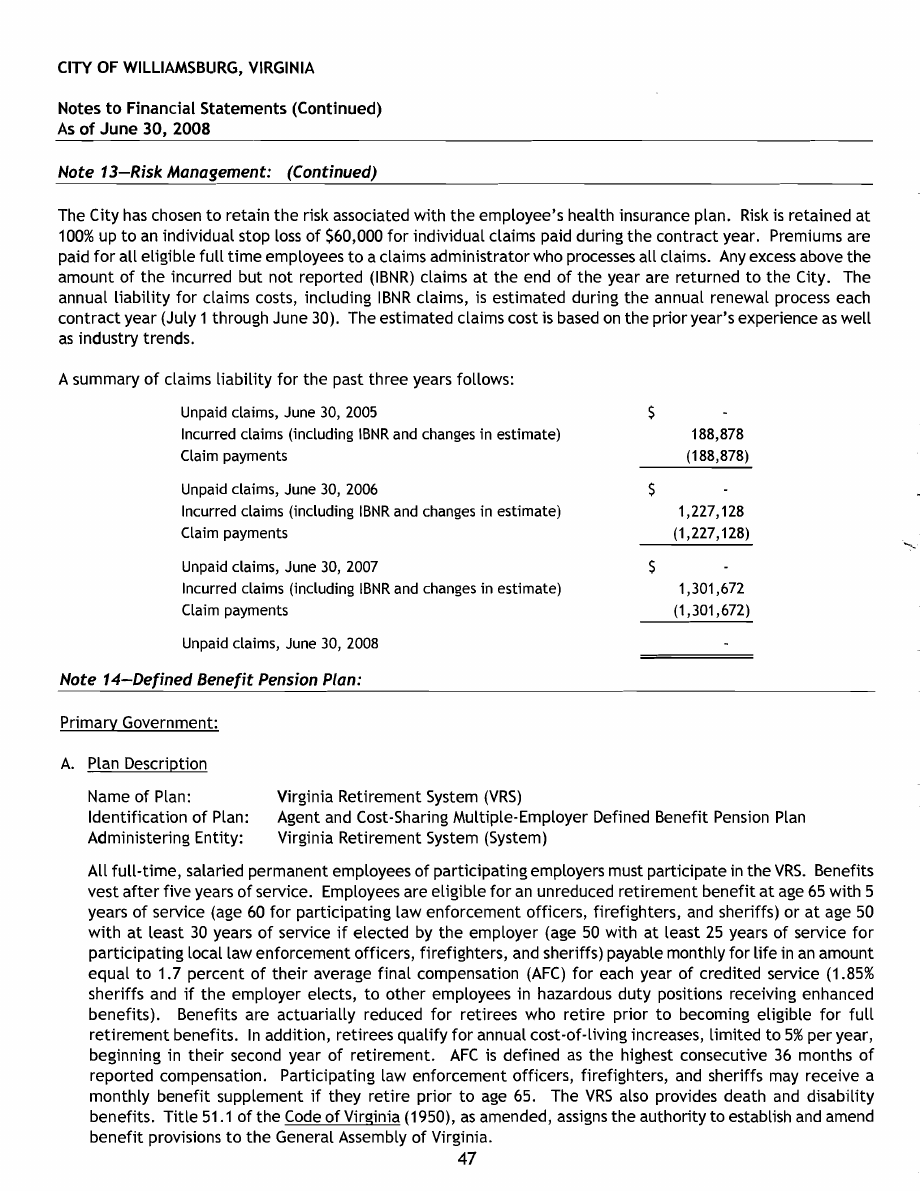 CITY OF WILLIAMSBURG, VIRGINIA
Notes to Financial Statements (Continued)
As of June 30, 2008
Note 13—Risk Management: (Continued)
The City has chosen to retain the risk associated with the employee's health insurance plan. Risk is retained at
100% up to an individual stop loss of $60,000 for individual claims paid during the contract year. Premiums are
paid for all eligible full time employees to a claims administrator who processes all claims. Any excess above the
amount of the incurred but not reported (IBNR) claims at the end of the year are returned to the City. The
annual liability for claims costs, including IBNR claims, is estimated during the annual renewal process each
contract year (July 1 through June 30). The estimated claims cost is based on the prior year's experience as well
as industry trends.
A summary of claims liability for the past three years follows:
Unpaid claims, June 30, 2005 $ -
Incurred claims (including IBNR and changes in estimate) 188,878
Claim payments (188,878)
Unpaid claims, June 30, 2006 $ -
Incurred claims (including IBNR and changes in estimate) 1,227,128
Claim payments (1,227,128)
Unpaid claims, June 30, 2007 $ -
Incurred claims (including IBNR and changes in estimate) 1,301,672
Claim payments (1,301,672)
Unpaid claims, June 30, 2008 -
Note 14—Defined Benefit Pension Plan:
Primary Government:
A. Plan Description
Name of Plan: Virginia Retirement System (VRS)
Identification of Plan: Agent and Cost-Sharing Multiple-Employer Defined Benefit Pension Plan
Administering Entity: Virginia Retirement System (System)
All full-time, salaried permanent employees of participating employers must participate in the VRS. Benefits
vest after five years of service. Employees are eligible for an unreduced retirement benefit at age 65 with 5
years of service (age 60 for participating law enforcement officers, firefighters, and sheriffs) or at age 50
with at least 30 years of service if elected by the employer (age 50 with at least 25 years of service for
participating local law enforcement officers, firefighters, and sheriffs) payable monthly for life in an amount
equal to 1.7 percent of their average final compensation (AFC) for each year of credited service (1.85%
sheriffs and if the employer elects, to other employees in hazardous duty positions receiving enhanced
benefits). Benefits are actuarially reduced for retirees who retire prior to becoming eligible for full
retirement benefits. In addition, retirees qualify for annual cost-of-living increases, limited to 5% per year,
beginning in their second year of retirement. AFC is defined as the highest consecutive 36 months of
reported compensation. Participating law enforcement officers, firefighters, and sheriffs may receive a
monthly benefit supplement if they retire prior to age 65. The VRS also provides death and disability
benefits. Title 51.1 of the Code of Virginia (1950), as amended, assigns the authority to establish and amend
benefit provisions to the General Assembly of Virginia.
47